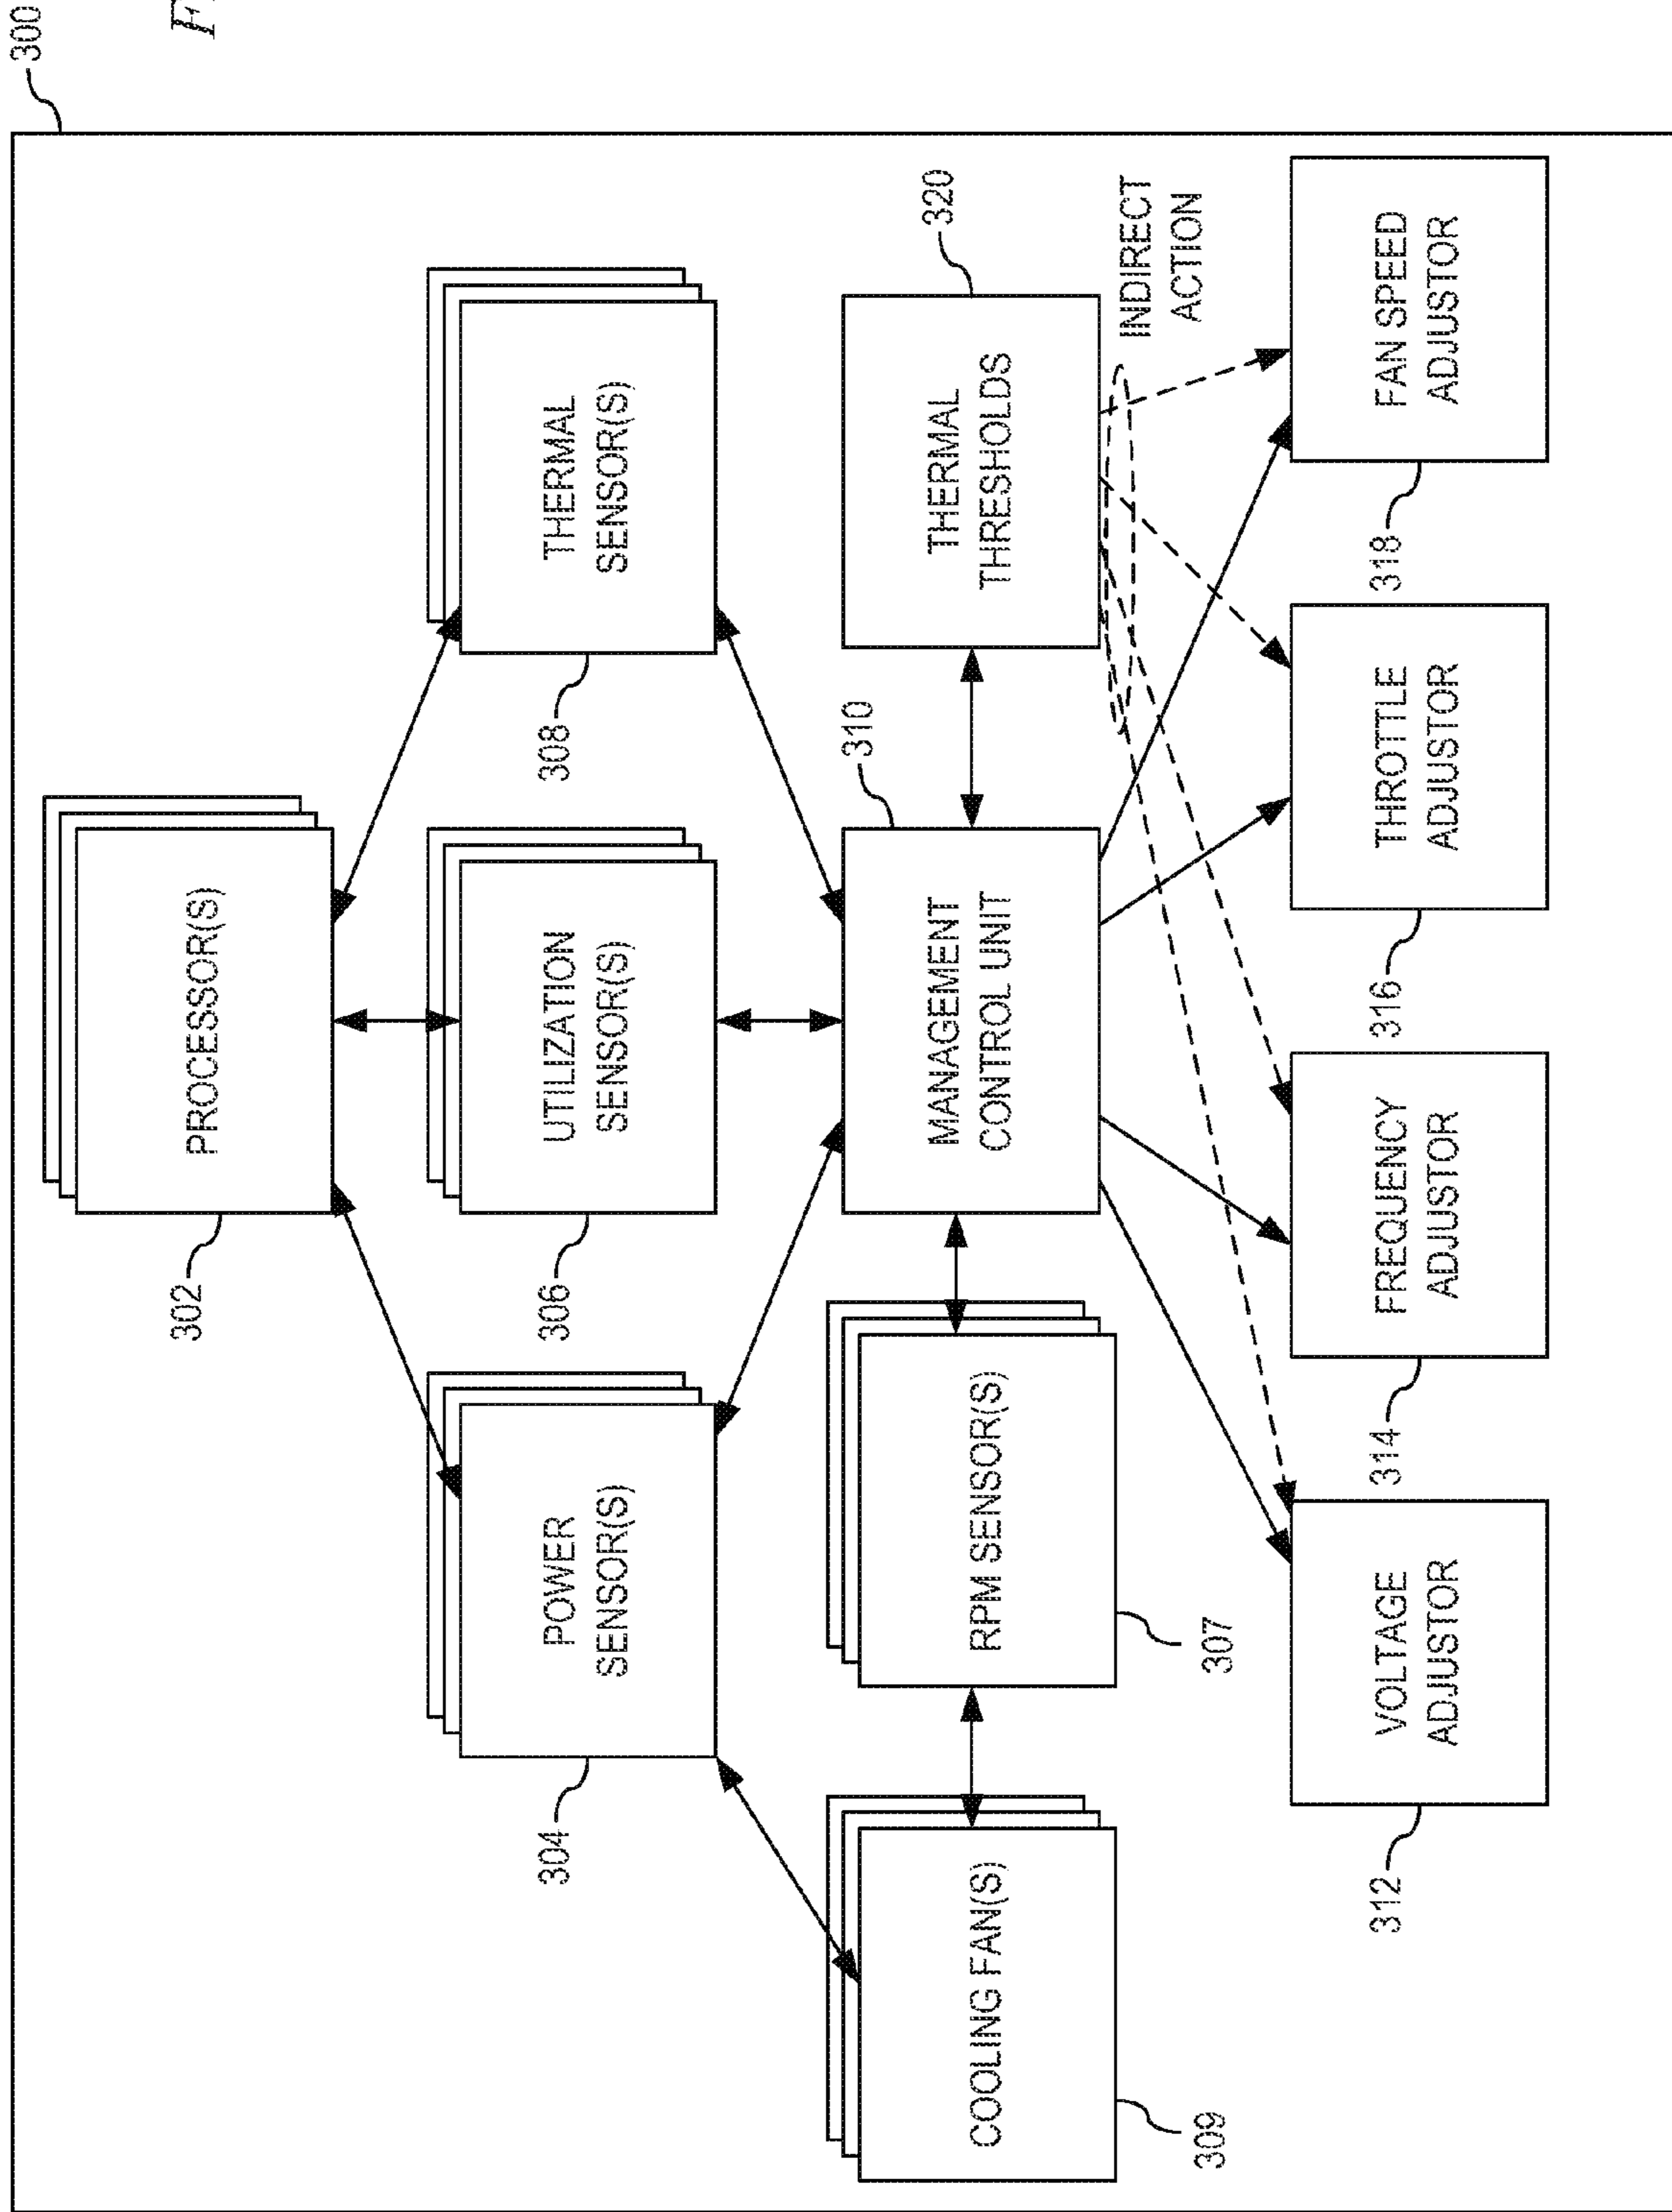 300
PROCESSOR(S)
302
POWER
SENSOR(S)
304
UTILIZATION
SENSOR(S)
306
THERMAL
SENSOR(S)
308
COOLING FAN(S)
309
RPM SENSOR(S)
307
MANAGEMENT
CONTROL UNIT
310
THERMAL
THRESHOLDS
320
INDIRECT
ACTION
VOLTAGE
ADJUSTOR
312
FREQUENCY
ADJUSTOR
314
THROTTLE
ADJUSTOR
316
FAN SPEED
ADJUSTOR
318